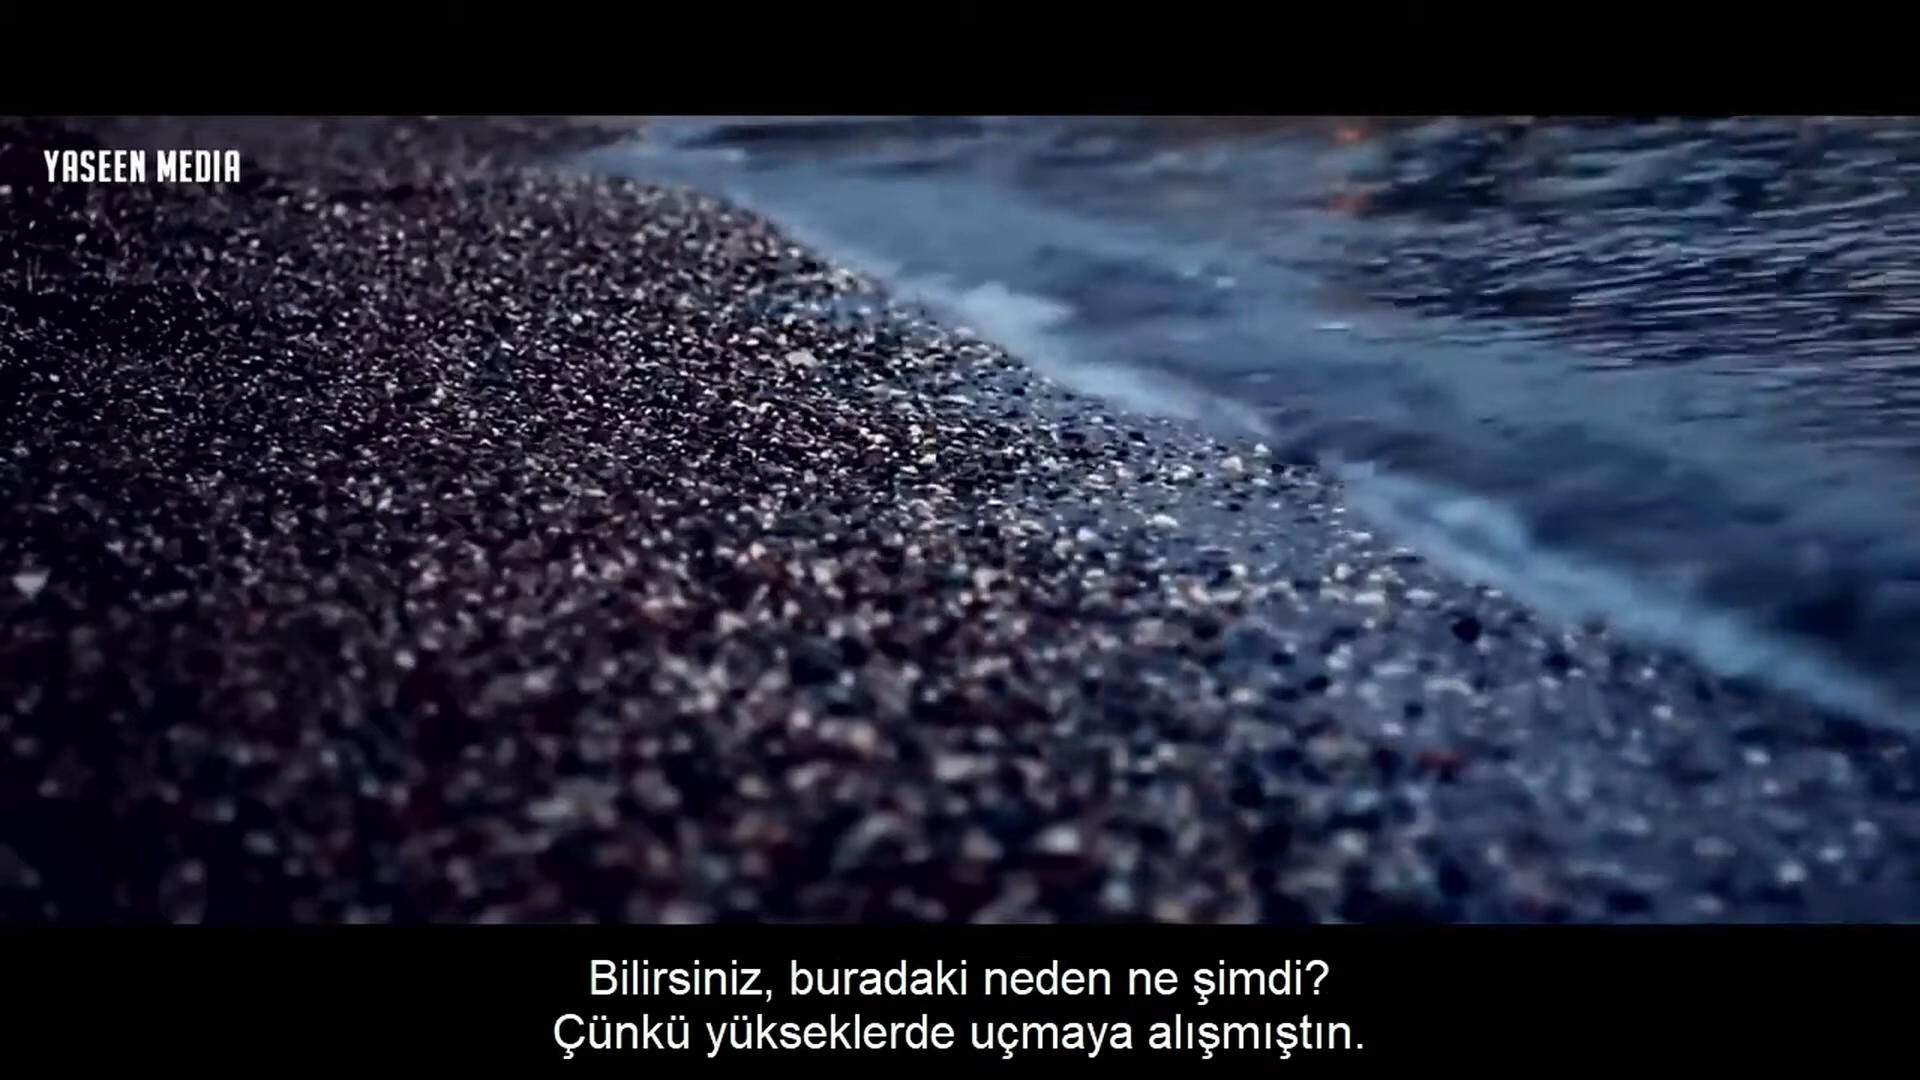 YASEEN MEDIA
Bilirsiniz, buradaki neden ne şimdi?
Çünkü yükseklerde uçmaya alışmıştın.